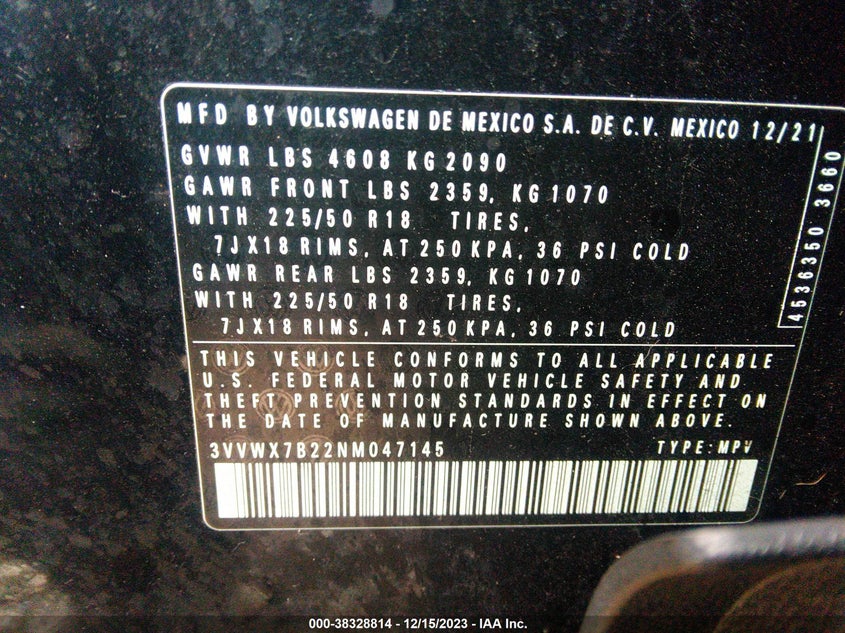 MFD BY VOLKSWAGEN DE MEXICO S.A. DE C.V. MEXICO 12/21
GVWR LBS 4608 KG 2090
GAWR FRONT LBS 2359, KG 1070
WITH 225/50 R18 TIRES,
7JX18 RIMS, AT 250 KPA, 36 PSI COLD
GAWR REAR LBS 2359, KG 1070
WITH 225/50 R18 TIRES,
7JX18 RIMS, AT 250 KPA, 36 PSI COLD
4536350 3660
THIS VEHICLE CONFORMS TO ALL APPLICABLE
U.S. FEDERAL MOTOR VEHICLE SAFETY AND
THEFT PREVENTION STANDARDS IN EFFECT ON
THE DATE OF MANUFACTURE SHOWN ABOVE.
3VVWX7B22NM047145 TYPE: MPV
000-38328814 - 12/15/2023 - IAA Inc.